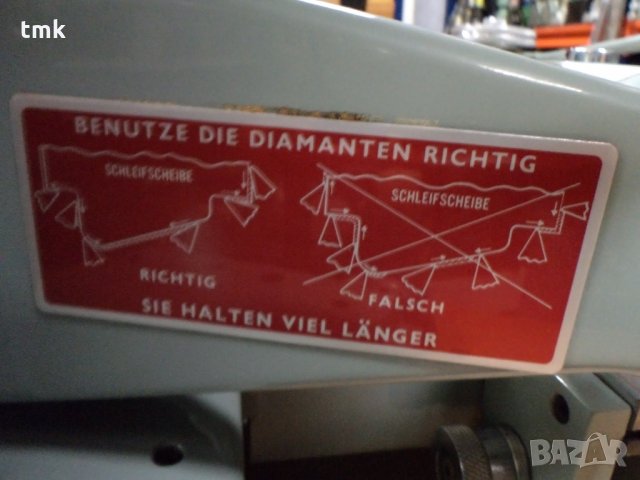 tmk
BENUTZE DIE DIAMANTEN RICHTIG
SCHLEIFSCHEIBE SCHLEIFSCHEIBE
RICHTIG FALSCH
SIE HALTEN VIEL LÄNGER
BAZAR